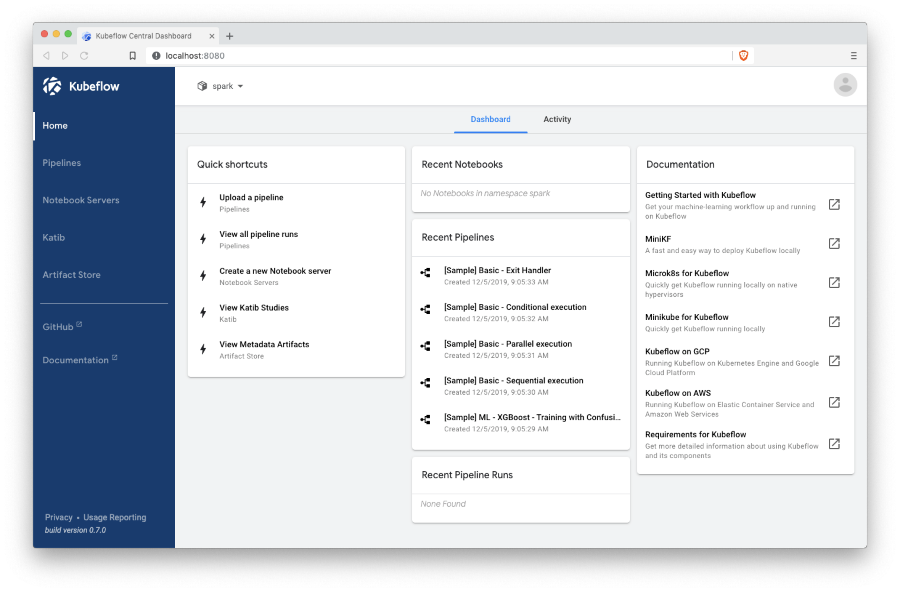 Kubeflow Central Dashboard
localhost:8080
Kubeflow
spark
Home
Pipelines
Notebook Servers
Katib
Artifact Store
GitHub
Documentation
Privacy • Usage Reporting
build version 0.7.0
Dashboard
Activity
Quick shortcuts
Upload a pipeline
Pipelines
View all pipeline runs
Pipelines
Create a new Notebook server
Notebook Servers
View Katib Studies
Katib
View Metadata Artifacts
Artifact Store
Recent Notebooks
No Notebooks in namespace spark
Recent Pipelines
[Sample] Basic - Exit Handler
Created 12/5/2019, 9:05:33 AM
[Sample] Basic - Conditional execution
Created 12/5/2019, 9:05:32 AM
[Sample] Basic - Parallel execution
Created 12/5/2019, 9:05:31 AM
[Sample] Basic - Sequential execution
Created 12/5/2019, 9:05:30 AM
[Sample] ML - XGBoost - Training with Confusi...
Created 12/5/2019, 9:05:29 AM
Recent Pipeline Runs
None Found
Documentation
Getting Started with Kubeflow
Get your machine-learning workflow up and running
on Kubeflow
MiniKF
A fast and easy way to deploy Kubeflow locally
Microk8s for Kubeflow
Quickly get Kubeflow running locally on native
hypervisors
Minikube for Kubeflow
Quickly get Kubeflow running locally
Kubeflow on GCP
Running Kubeflow on Kubernetes Engine and Google
Cloud Platform
Kubeflow on AWS
Running Kubeflow on Elastic Container Service and
Amazon Web Services
Requirements for Kubeflow
Get more detailed information about using Kubeflow
and its components